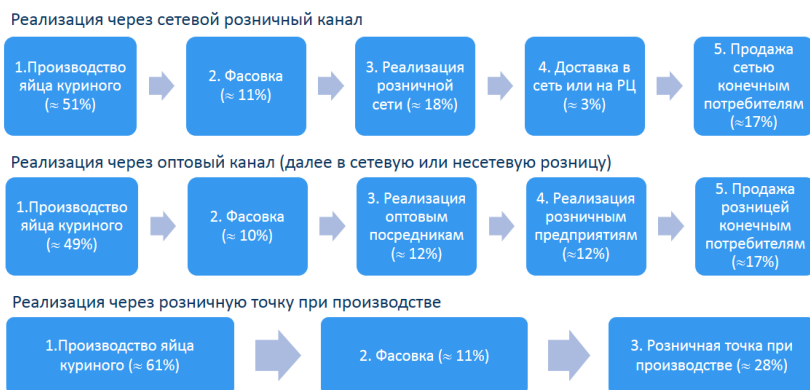 Реализация через сетевой розничный канал
1.Производство
яйца куриного
(≈ 51%)
2. Фасовка
(≈ 11%)
3. Реализация
розничной
сети (≈ 18%)
4. Доставка в
сеть или на РЦ
(≈ 3%)
5. Продажа
сетью
конечным
потребителям
(≈17%)
Реализация через оптовый канал (далее в сетевую или несетевую розницу)
1.Производство
яйца куриного
(≈ 49%)
2. Фасовка
(≈ 10%)
3. Реализация
оптовым
посредникам
(≈ 12%)
4. Реализация
розничным
предприятиям
(≈12%)
5. Продажа
розницей
конечным
потребителям
(≈17%)
Реализация через розничную точку при производстве
1.Производство яйца
куриного (≈ 61%)
2. Фасовка (≈ 11%)
3. Розничная точка при
производстве (≈ 28%)